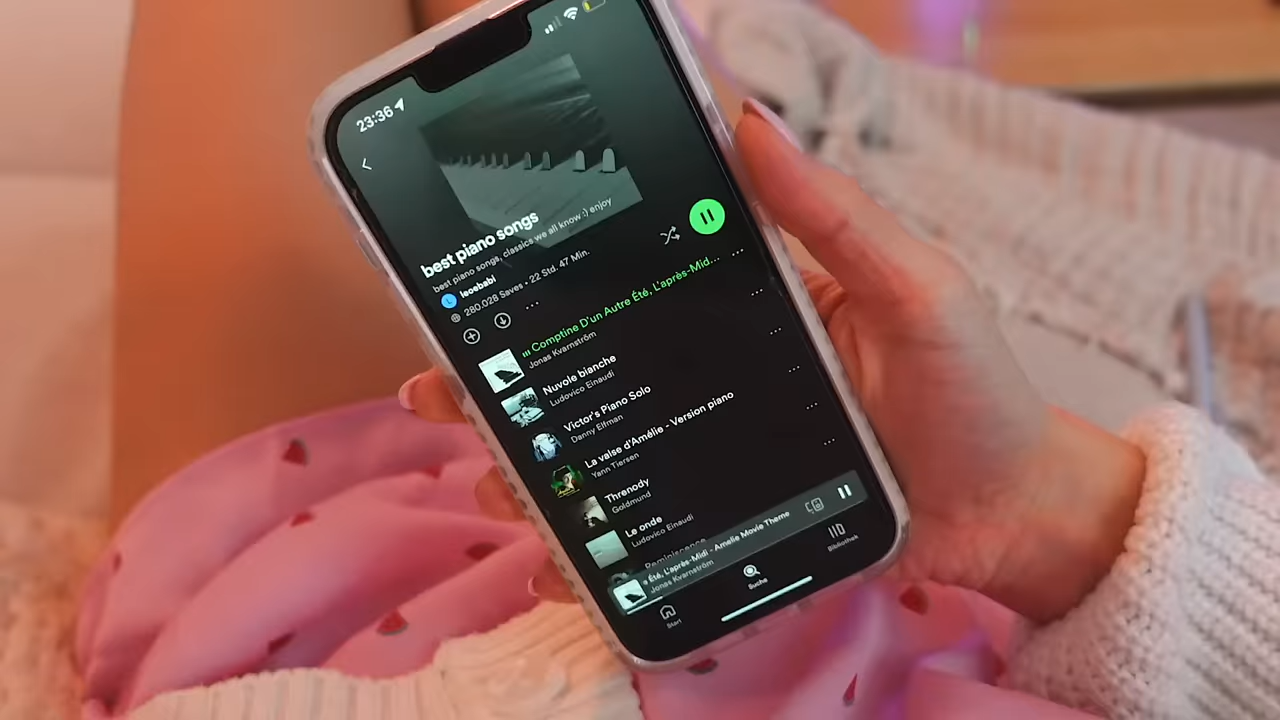 23:36
best piano songs
best piano songs, classics we all know :) enjoy
L leoebabl
280.028 Saves • 22 Std. 47 Min.
Comptine D'un Autre Été, L'après-Mid...
Jonas Kvarnström
Nuvole bianche
Ludovico Einaudi
Victor's Piano Solo
Danny Elfman
La valse d'Amélie - Version piano
Yann Tiersen
Threnody
Goldmund
Le onde
Ludovico Einaudi
Reminiscence
Été, L'après-Midi - Amelie Movie Theme
Jonas Kvarnström
Start
Suche
Bibliothek